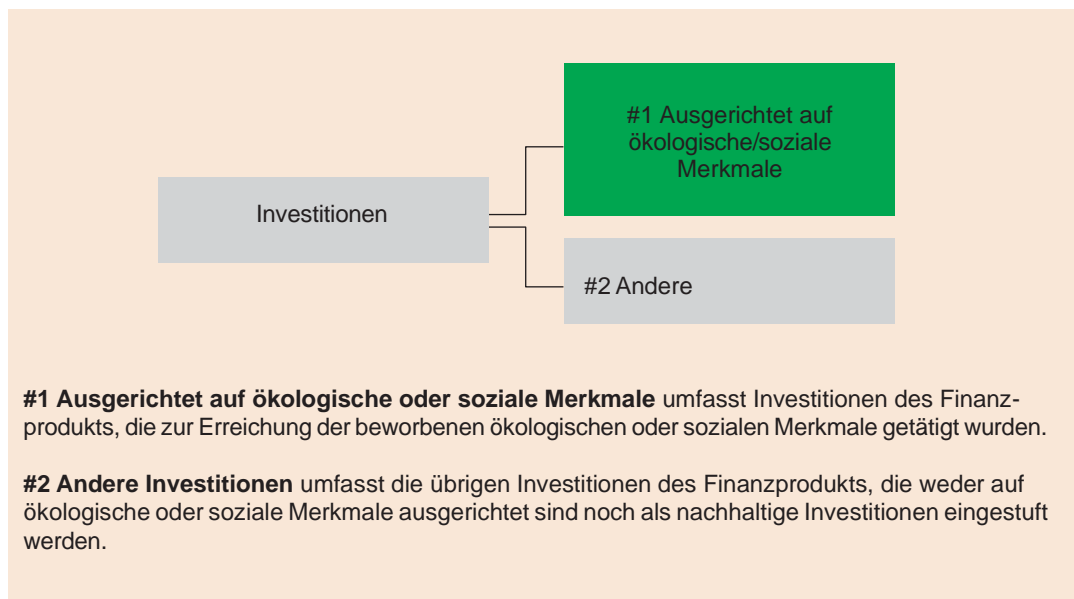 #1 Ausgerichtet auf
ökologische/soziale
Merkmale
Investitionen
#2 Andere
#1 Ausgerichtet auf ökologische oder soziale Merkmale umfasst Investitionen des Finanz-
produkts, die zur Erreichung der beworbenen ökologischen oder sozialen Merkmale getätigt wurden.
#2 Andere Investitionen umfasst die übrigen Investitionen des Finanzprodukts, die weder auf
ökologische oder soziale Merkmale ausgerichtet sind noch als nachhaltige Investitionen eingestuft
werden.